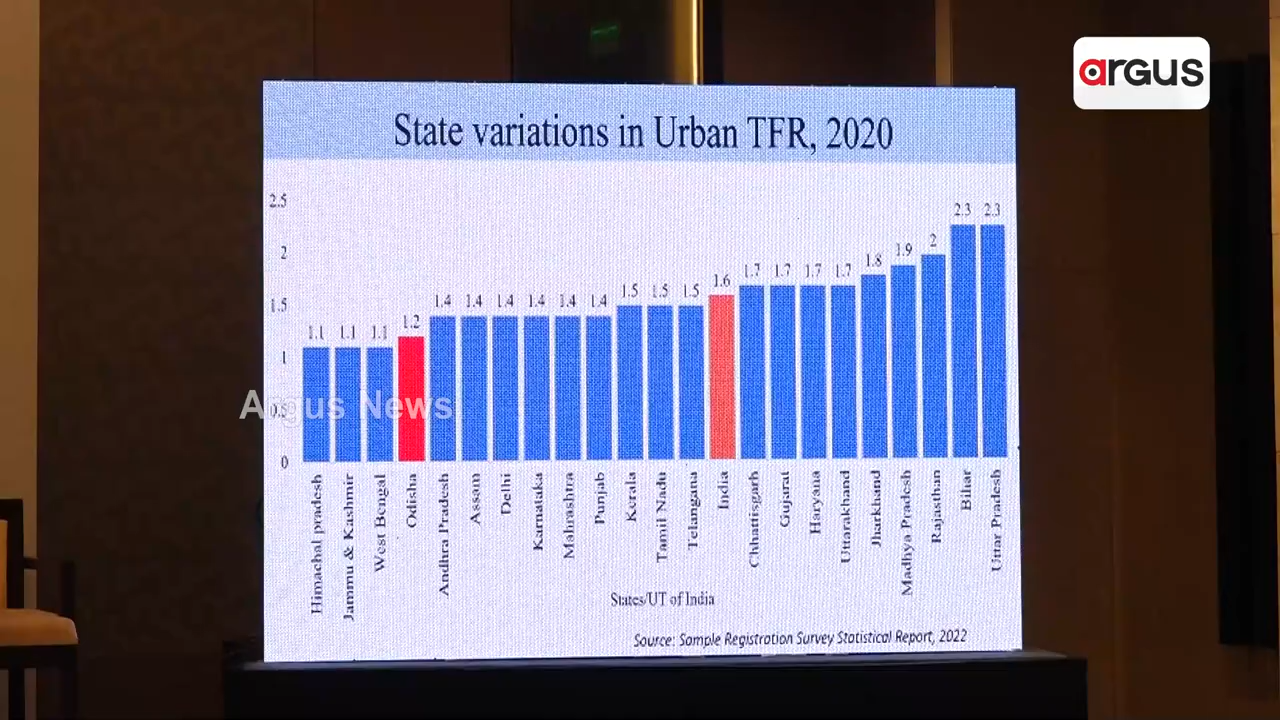 argus
State variations in Urban TFR, 2020
2.5
2
1.5
1
0.5
0
1.1
1.1
1.1
1.2
1.4
1.4
1.4
1.4
1.4
1.4
1.5
1.5
1.5
1.6
1.7
1.7
1.7
1.7
1.8
1.9
2
2.3
2.3
Argus News
Himachal pradesh
Jammu & Kashmir
West Bengal
Odisha
Andhra Pradesh
Assam
Delhi
Karnataka
Mahrashtra
Punjab
Kerala
Tamil Nadu
Telangana
India
Chhattisgarh
Gujarat
Haryana
Uttarakhand
Jharkhand
Madhya Pradesh
Rajasthan
Bihar
Uttar Pradesh
States/UT of India
Source: Sample Registration Survey Statistical Report, 2022